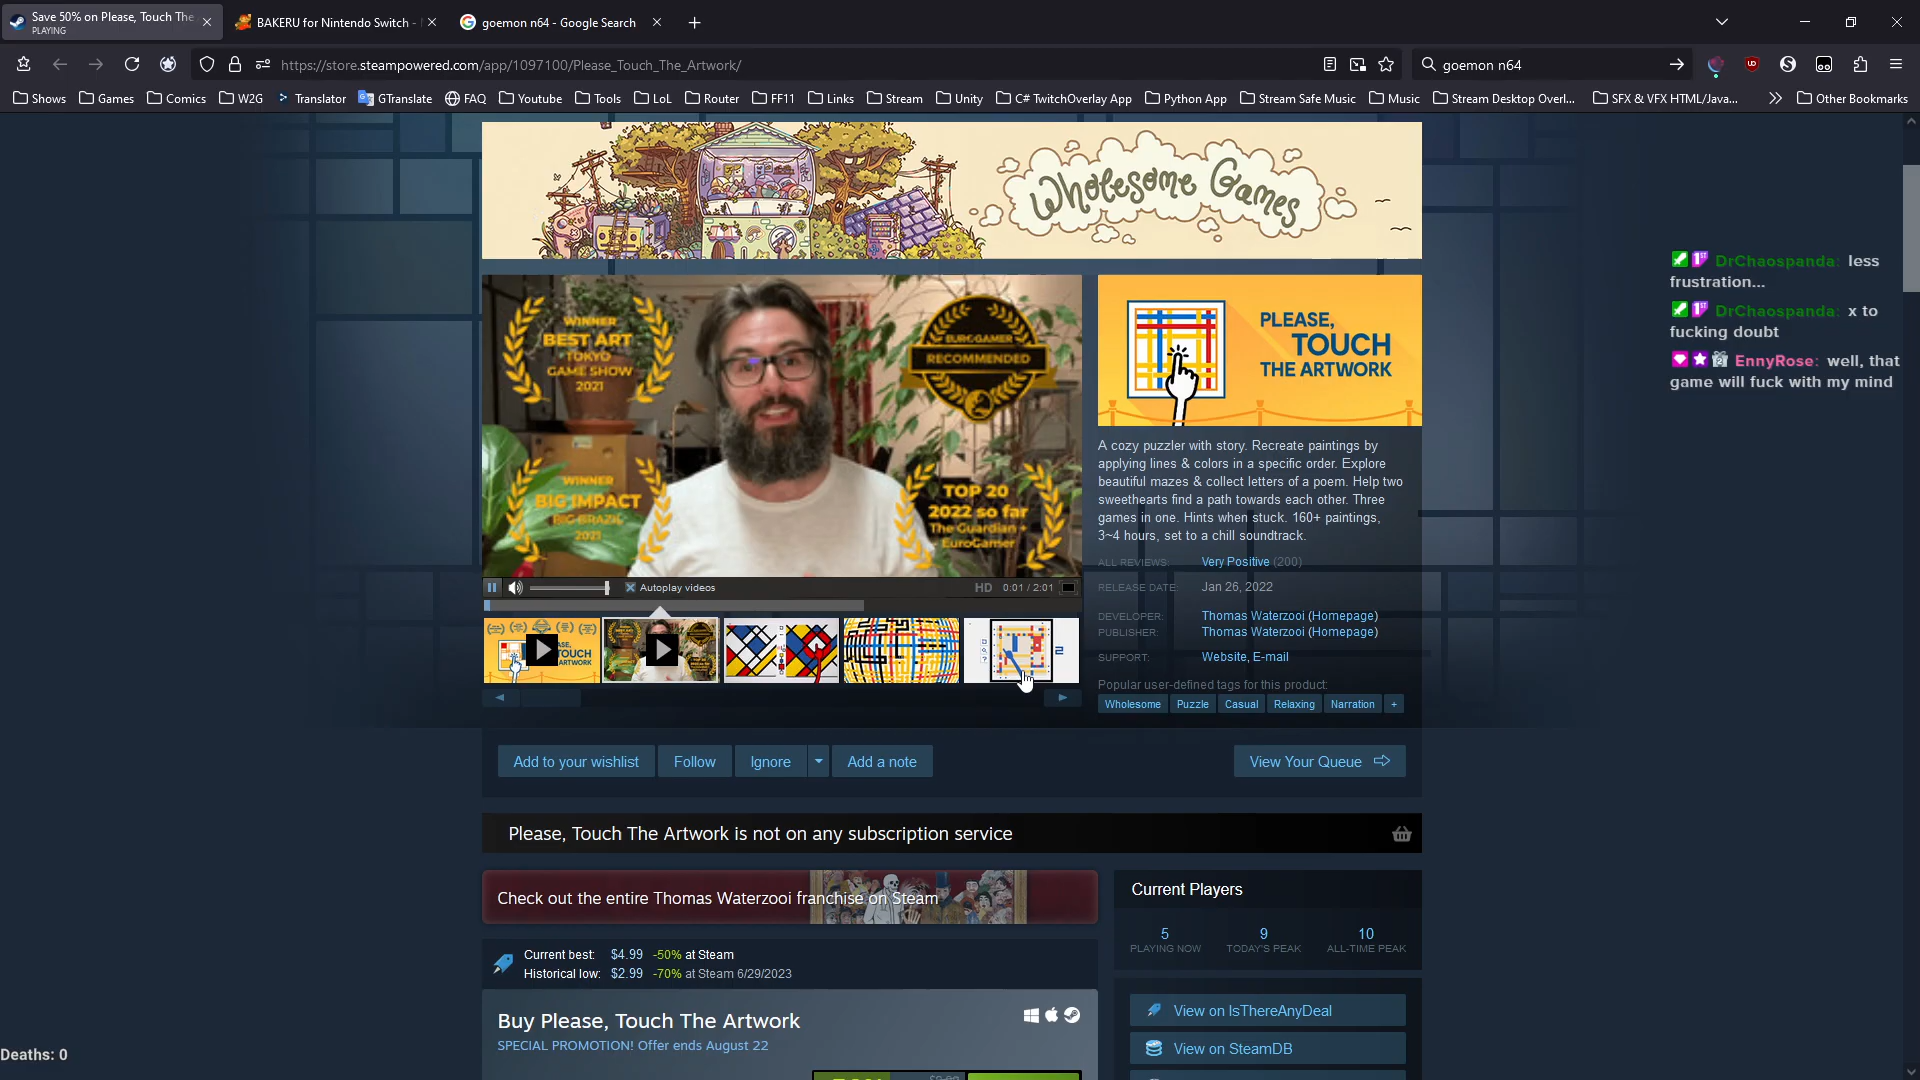 Save 50% on Please, Touch The
PLAYING
BAKERU for Nintendo Switch -
goemon n64 - Google Search
https://store.steampowered.com/app/1097100/Please_Touch_The_Artwork/
goemon n64
Shows
Games
Comics
W2G
Translator
GTranslate
FAQ
Youtube
Tools
LoL
Router
FF11
Links
Stream
Unity
C# TwitchOverlay App
Python App
Stream Safe Music
Music
Stream Desktop Overl...
SFX & VFX HTML/Java...
Other Bookmarks
Wholesome Games
WINNER
BEST ART
TOKYO
GAME SHOW
2021
EUROGAMER
RECOMMENDED
WINNER
BIG IMPACT
BIG BRAZIL
2021
TOP 20
2022 so far
The Guardian +
EuroGamer
PLEASE,
TOUCH
THE ARTWORK
A cozy puzzler with story. Recreate paintings by
applying lines & colors in a specific order. Explore
beautiful mazes & collect letters of a poem. Help two
sweethearts find a path towards each other. Three
games in one. Hints when stuck. 160+ paintings,
3~4 hours, set to a chill soundtrack.
ALL REVIEWS: Very Positive (200)
RELEASE DATE: Jan 26, 2022
DEVELOPER: Thomas Waterzooi (Homepage)
PUBLISHER: Thomas Waterzooi (Homepage)
SUPPORT: Website, E-mail
Popular user-defined tags for this product:
Wholesome Puzzle Casual Relaxing Narration +
Autoplay videos
HD 0:01 / 2:01
DrChaospanda: less
frustration...
DrChaospanda: x to
fucking doubt
EnnyRose: well, that
game will fuck with my mind
Add to your wishlist
Follow
Ignore
Add a note
View Your Queue
Please, Touch The Artwork is not on any subscription service
Check out the entire Thomas Waterzooi franchise on Steam
Current Players
5 9 10
PLAYING NOW TODAY'S PEAK ALL-TIME PEAK
Current best: $4.99 -50% at Steam
Historical low: $2.99 -70% at Steam 6/29/2023
View on IsThereAnyDeal
View on SteamDB
Buy Please, Touch The Artwork
SPECIAL PROMOTION! Offer ends August 22
Deaths: 0